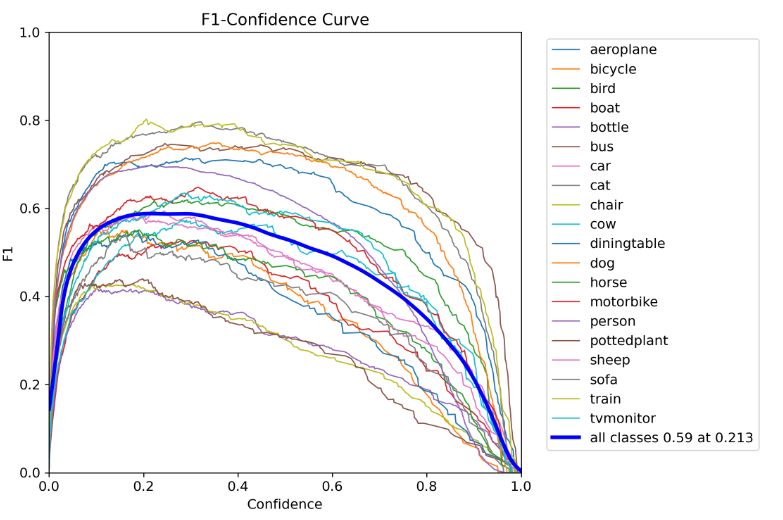 F1-Confidence Curve
1.0
0.8
0.6
0.4
0.2
0.0
F1
0.0 0.2 0.4 0.6 0.8 1.0
Confidence
aeroplane
bicycle
bird
boat
bottle
bus
car
cat
chair
cow
diningtable
dog
horse
motorbike
person
pottedplant
sheep
sofa
train
tvmonitor
all classes 0.59 at 0.213